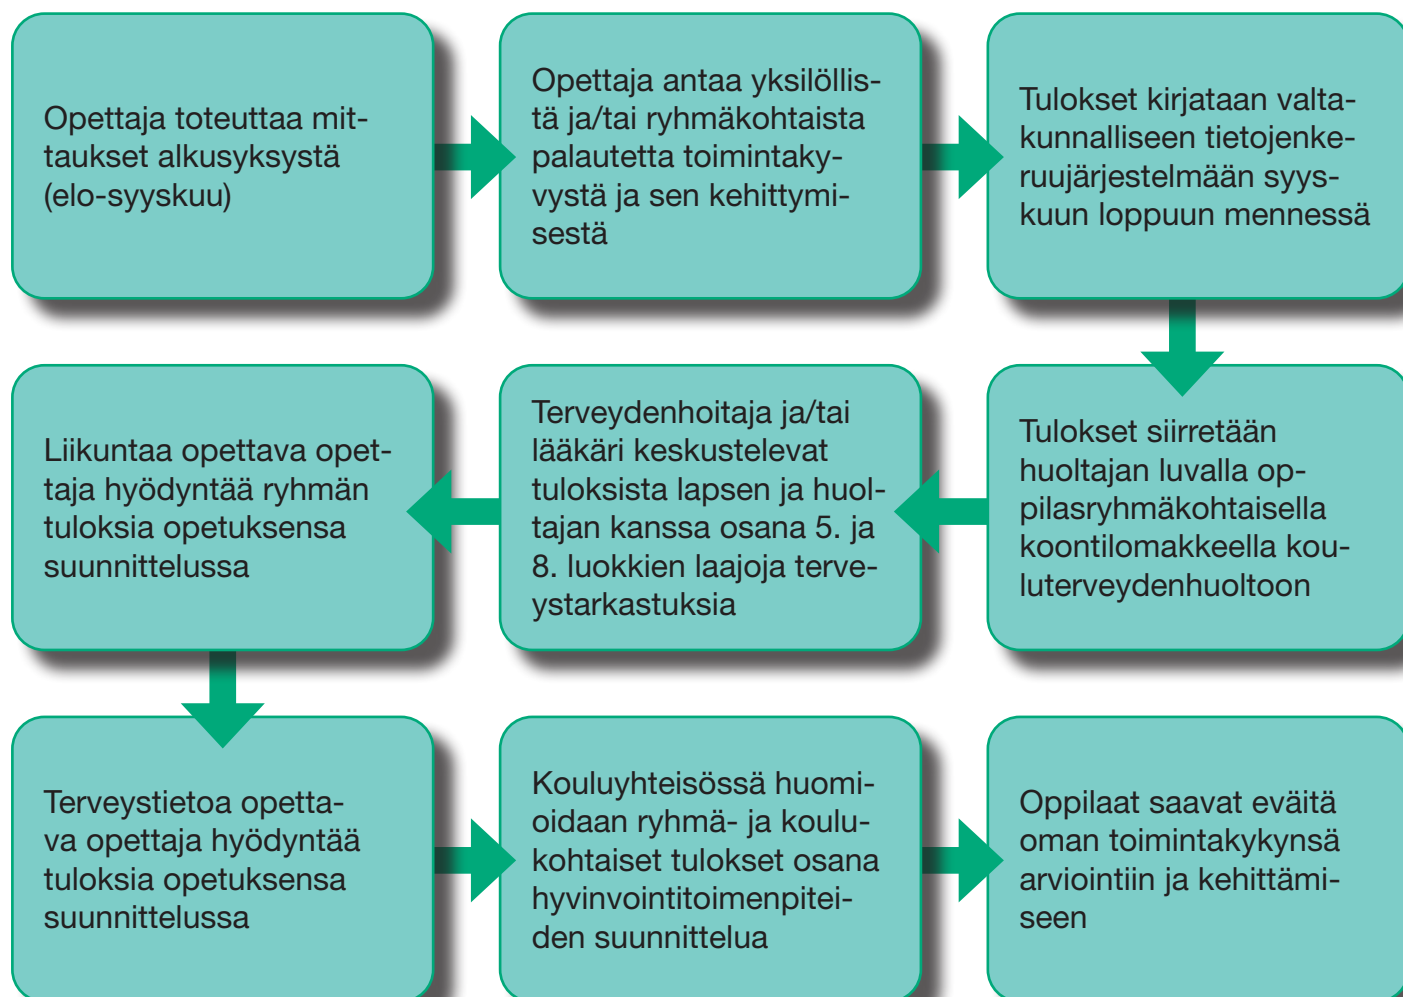 Opettaja toteuttaa mit-
taukset alkusyksystä
(elo-syyskuu)
Opettaja antaa yksilöllis-
tä ja/tai ryhmäkohtaista
palautetta toimintaky-
vystä ja sen kehittymi-
sestä
Tulokset kirjataan valta-
kunnalliseen tietojenke-
ruujärjestelmään syys-
kuun loppuun mennessä
Tulokset siirretään
huoltajan luvalla op-
pilasryhmäkohtaisella
koontilomakkeella kou-
luterveydenhuoltoon
Terveydenhoitaja ja/tai
lääkäri keskustelevat
tuloksista lapsen ja huol-
tajan kanssa osana 5. ja
8. luokkien laajoja terve-
ystarkastuksia
Liikuntaa opettava opet-
taja hyödyntää ryhmän
tuloksia opetuksensa
suunnittelussa
Terveystietoa opetta-
va opettaja hyödyntää
tuloksia opetuksensa
suunnittelussa
Kouluyhteisössä huomi-
oidaan ryhmä- ja koulu-
kohtaiset tulokset osana
hyvinvointitoimenpitei-
den suunnittelua
Oppilaat saavat eväitä
oman toimintakykynsä
arviointiin ja kehittämi-
seen